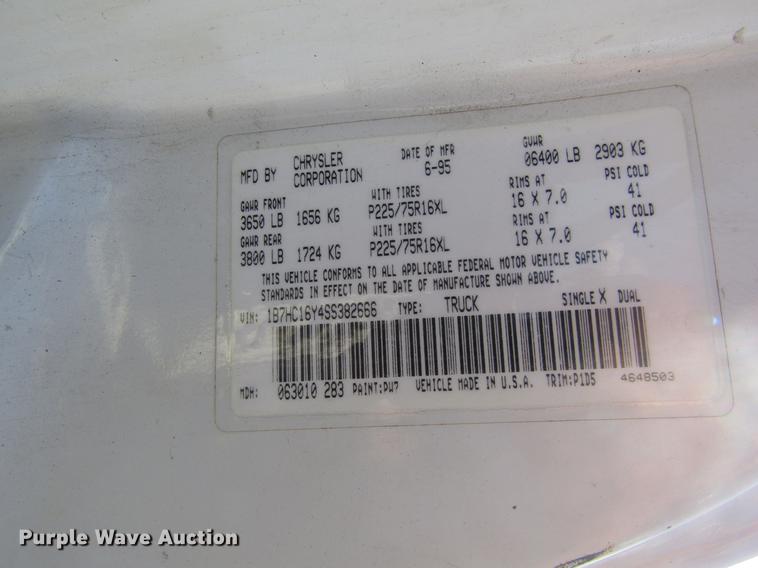 MFD BY CHRYSLER CORPORATION DATE OF MFR 6-95 GVWR 06400 LB 2903 KG
GAWR FRONT WITH TIRES RIMS AT PSI COLD
3650 LB 1656 KG P225/75R16XL 16 X 7.0 41
GAWR REAR WITH TIRES RIMS AT PSI COLD
3800 LB 1724 KG P225/75R16XL 16 X 7.0 41
THIS VEHICLE CONFORMS TO ALL APPLICABLE FEDERAL MOTOR VEHICLE SAFETY
STANDARDS IN EFFECT ON THE DATE OF MANUFACTURE SHOWN ABOVE.
VIN: 1B7HC16Y4SS382666 TYPE: TRUCK SINGLE X DUAL
MDH: 063010 283 PAINT:PW7 VEHICLE MADE IN U.S.A. TRIM:P1D5 4648503
Purple Wave Auction